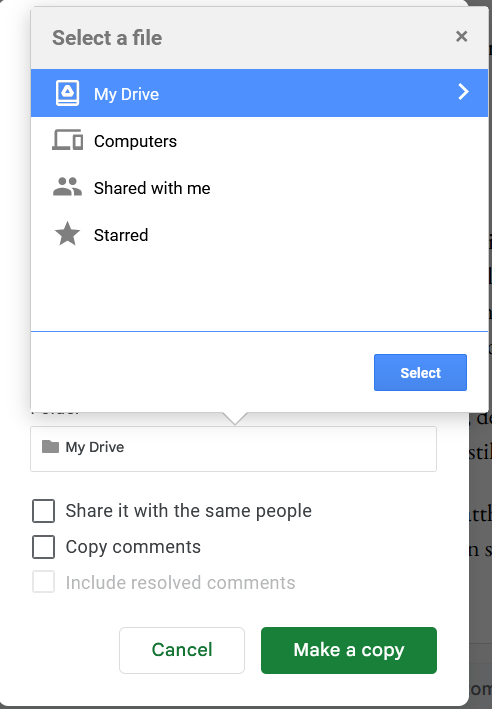 Select a file
×
My Drive
Computers
Shared with me
Starred
Select
My Drive
Share it with the same people
Copy comments
Include resolved comments
Cancel
Make a copy